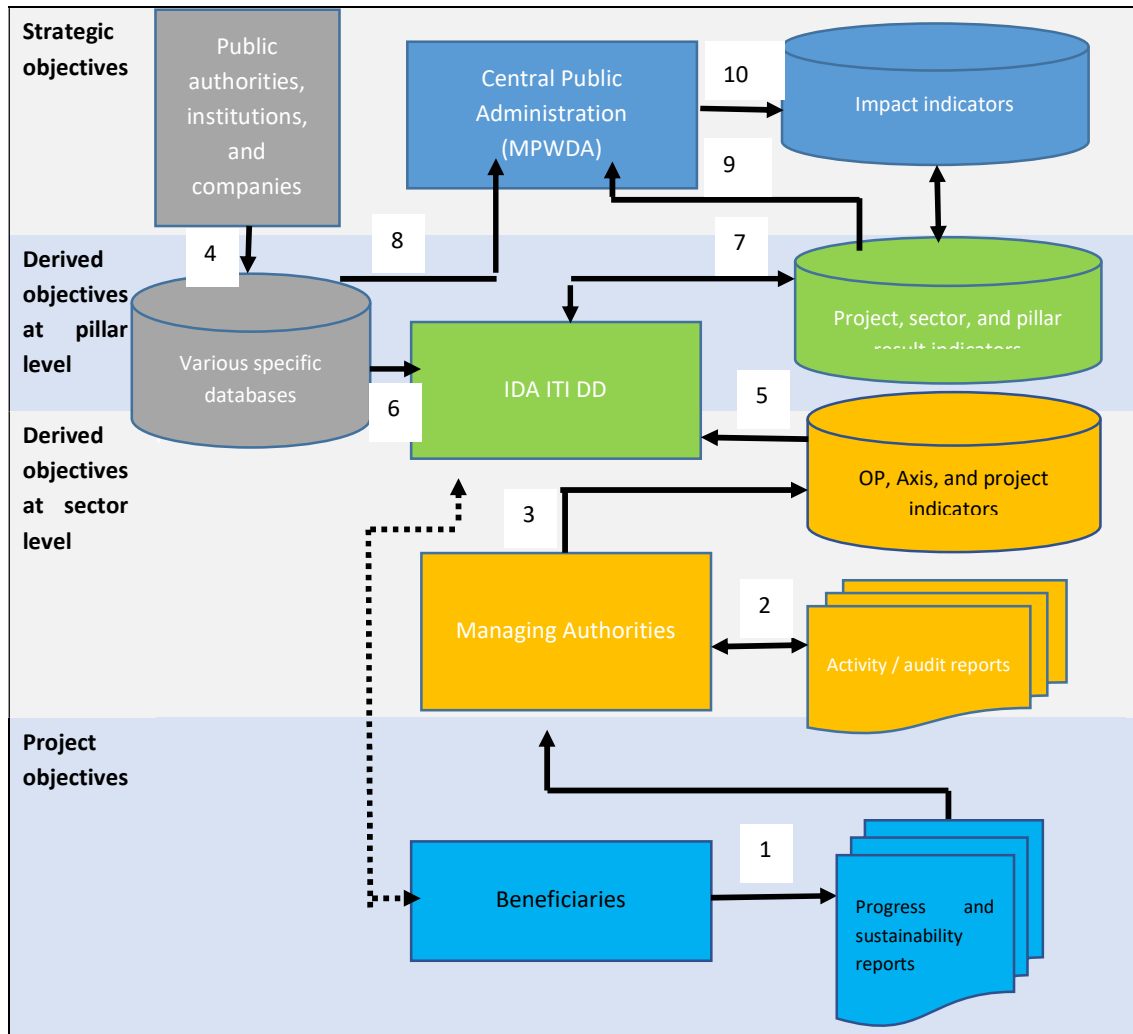 Strategic
objectives
Public
authorities,
institutions,
and
companies
Central Public
Administration
(MPWDA)
10
Impact indicators
9
4
8
7
Derived
objectives
at pillar
level
Various specific
databases
6
IDA ITI DD
Project, sector, and pillar
result indicators
5
Derived
objectives
at sector
level
OP, Axis, and project
indicators
3
Managing Authorities
2
Activity / audit reports
Project
objectives
1
Beneficiaries
Progress and
sustainability
reports